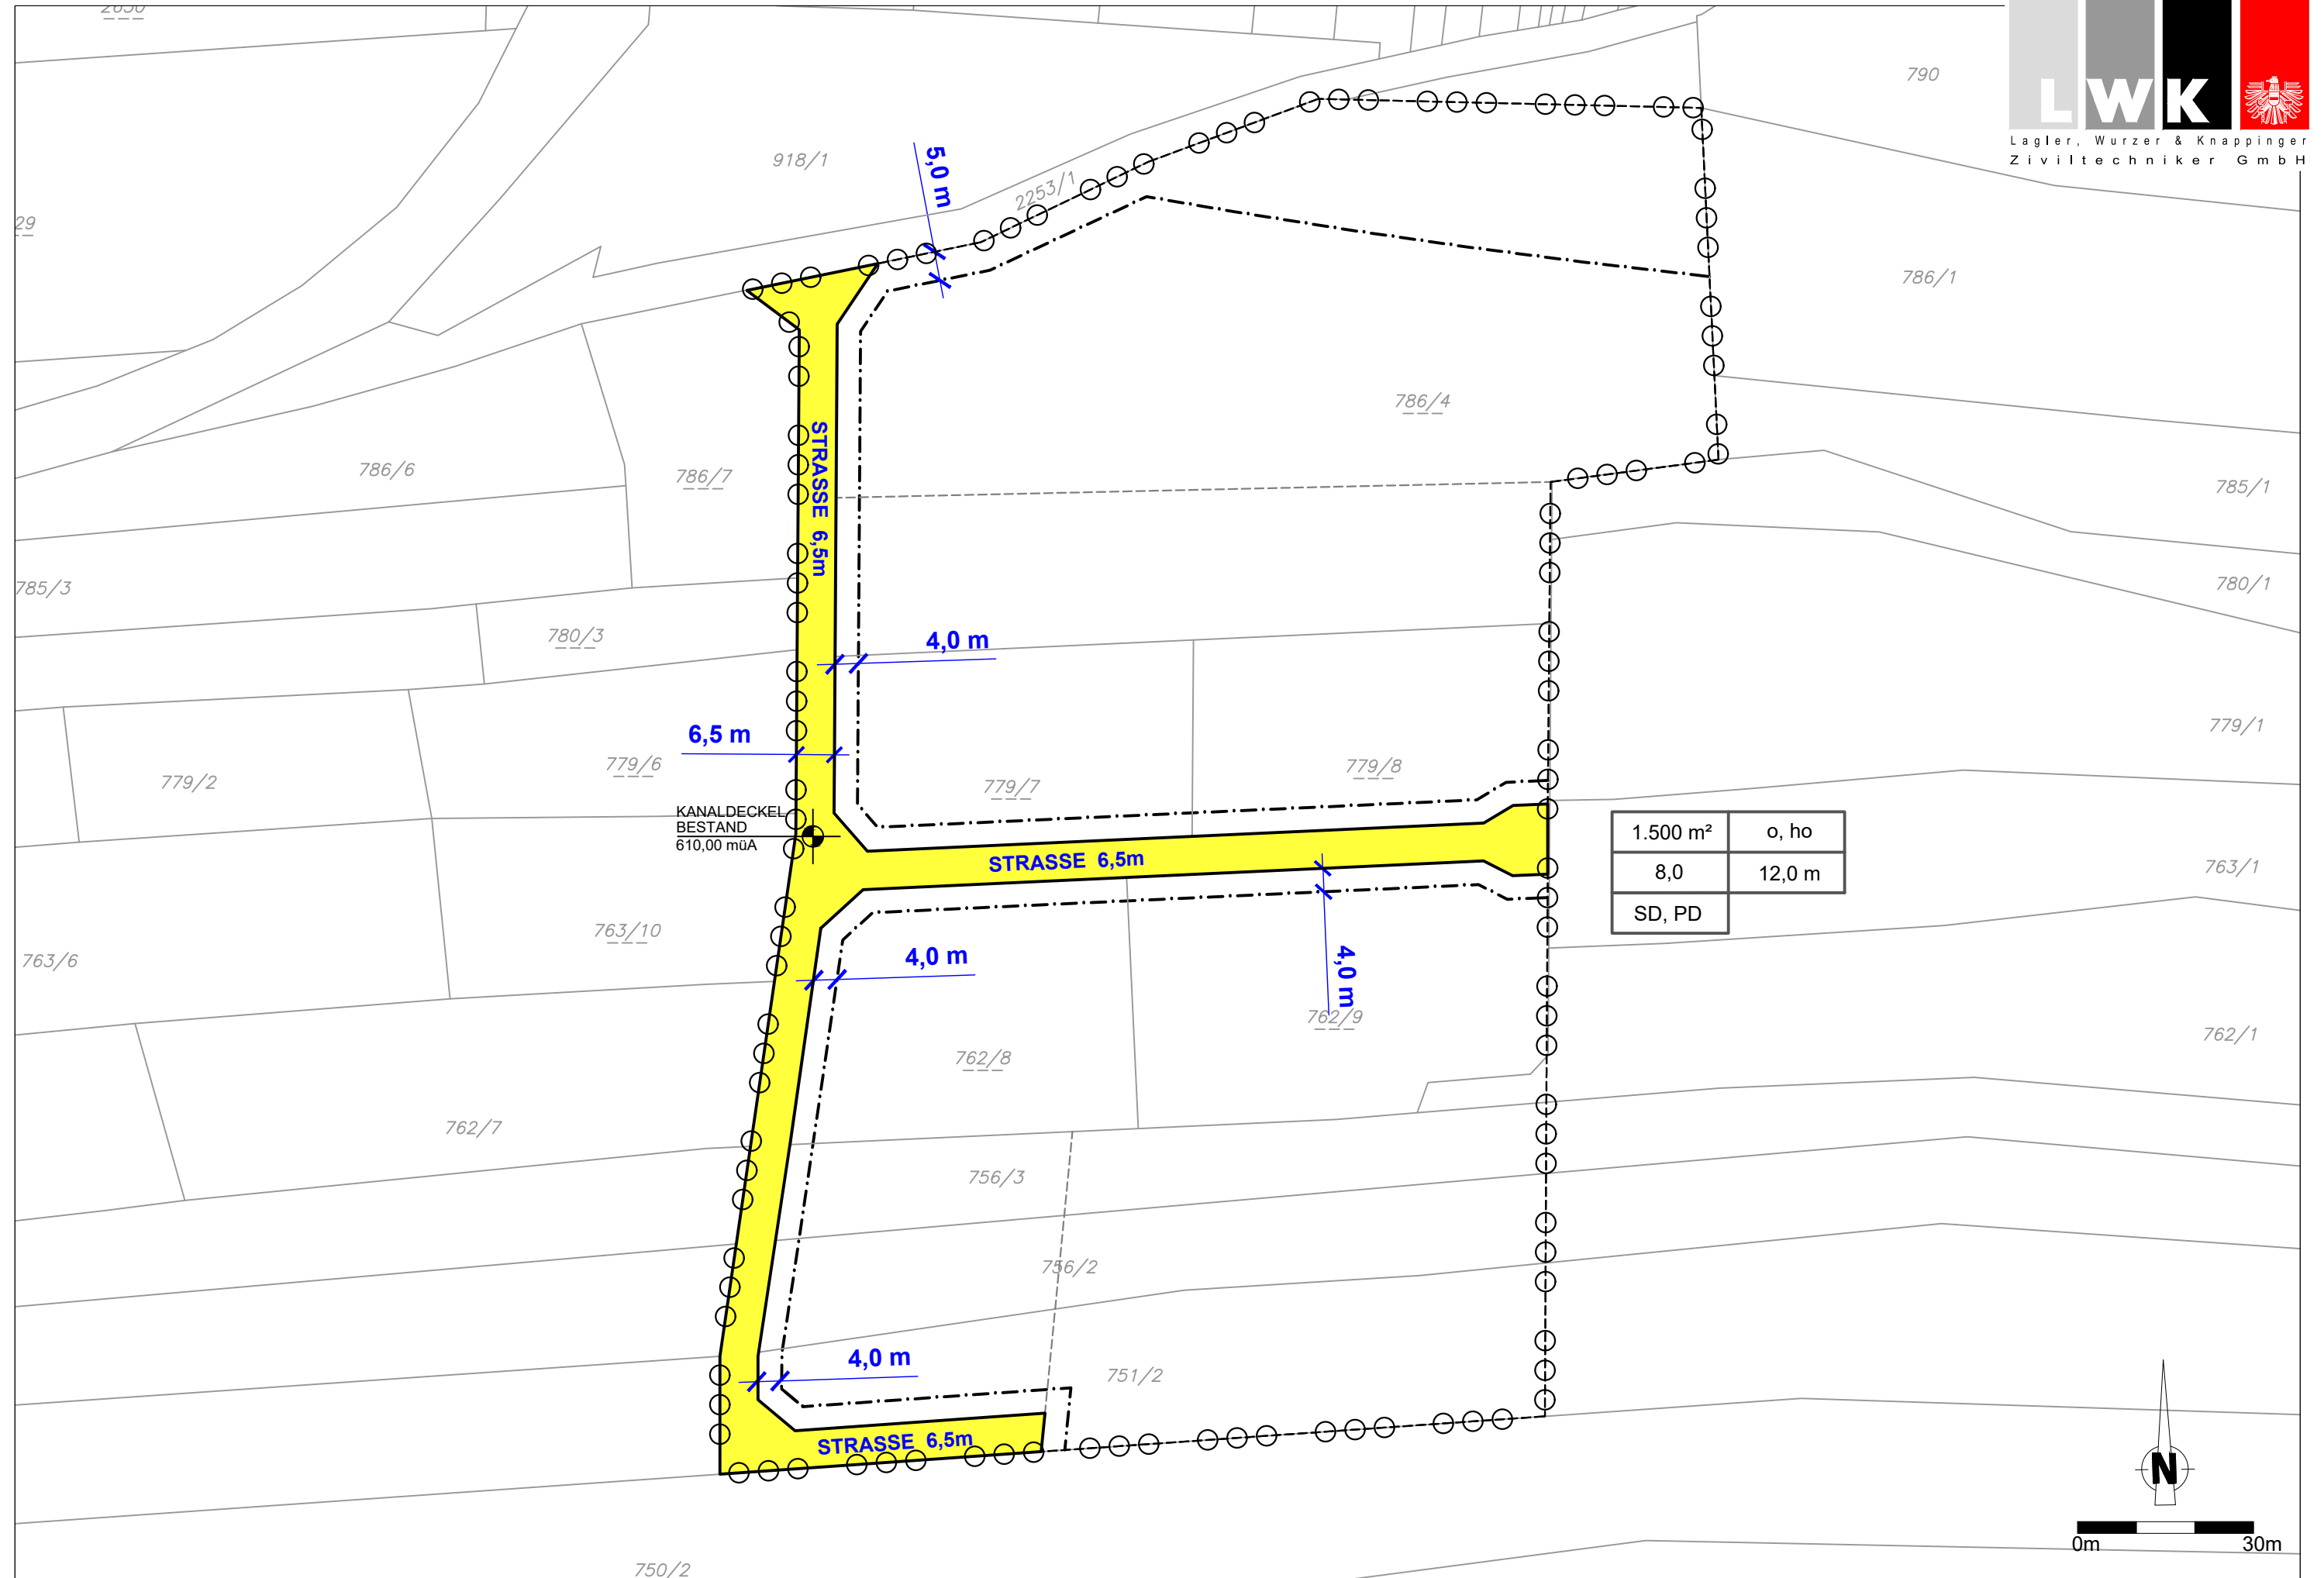 2650
790
LWK
Lagler, Wurzer & Knappinger
Ziviltechniker GmbH
918/1
5,0 m
2253/1
29
786/1
786/4
786/6
786/7
STRASSE 6,5m
785/1
785/3
780/1
780/3
4,0 m
779/1
6,5 m
779/2
779/6
779/7
779/8
KANALDECKEL
BESTAND
610,00 müA
1.500 m² o, ho
8,0 12,0 m
SD, PD
STRASSE 6,5m
763/1
763/10
763/6
4,0 m
4,0 m
762/9
762/1
762/8
762/7
756/3
756/2
4,0 m
751/2
STRASSE 6,5m
N
0m 30m
750/2